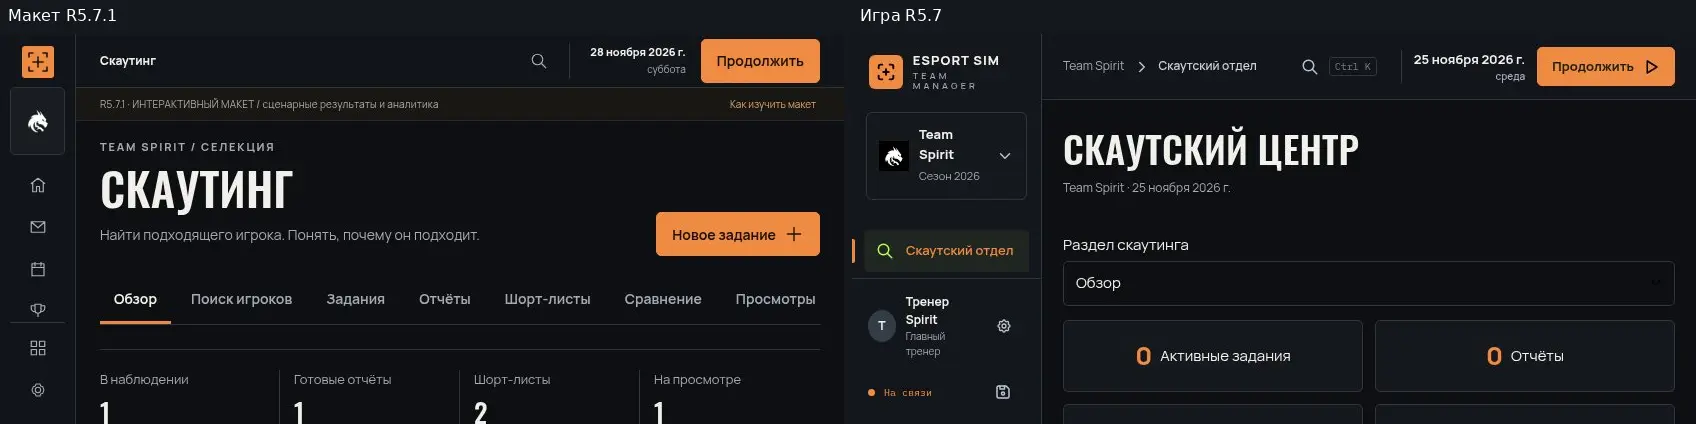 Макет R5.7.1
Скаутинг
28 ноября 2026 г.
суббота
Продолжить
R5.7.1 · ИНТЕРАКТИВНЫЙ МАКЕТ / сценарные результаты и аналитика
Как изучить макет
TEAM SPIRIT / СЕЛЕКЦИЯ
СКАУТИНГ
Найти подходящего игрока. Понять, почему он подходит.
Новое задание
Обзор
Поиск игроков
Задания
Отчёты
Шорт-листы
Сравнение
Просмотры
В наблюдении
1
Готовые отчёты
1
Шорт-листы
2
На просмотре
1
Игра R5.7
ESPORT SIM
TEAM
MANAGER
Team
Spirit
Сезон 2026
Скаутский отдел
Тренер
Spirit
Т
Главный
тренер
На связи
Team Spirit
Скаутский отдел
Ctrl K
25 ноября 2026 г.
среда
Продолжить
СКАУТСКИЙ ЦЕНТР
Team Spirit · 25 ноября 2026 г.
Раздел скаутинга
Обзор
0 Активные задания
0 Отчёты